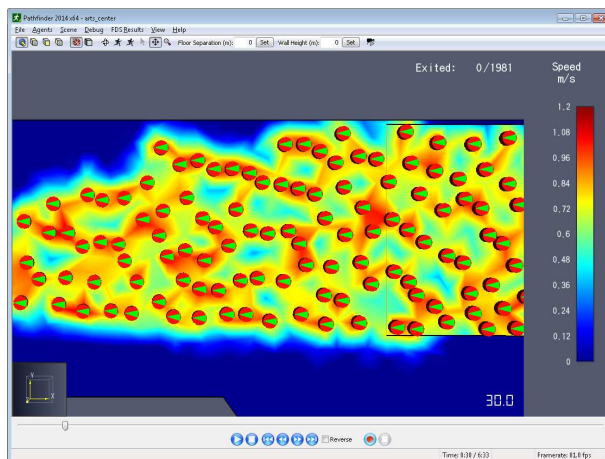 Pathfinder 2014 x64 - arts_center
File Agents Scene Debug FDS Results View Help
Floor Separation (m): 0 Set Wall Height (m): 0 Set
Exited: 0/1981
Speed
m/s
1.2
1.08
0.96
0.84
0.72
0.6
0.48
0.36
0.24
0.12
0
Y
X
30.0
Reverse
Time: 0:30 / 6:33 Framerate: 81.0 fps